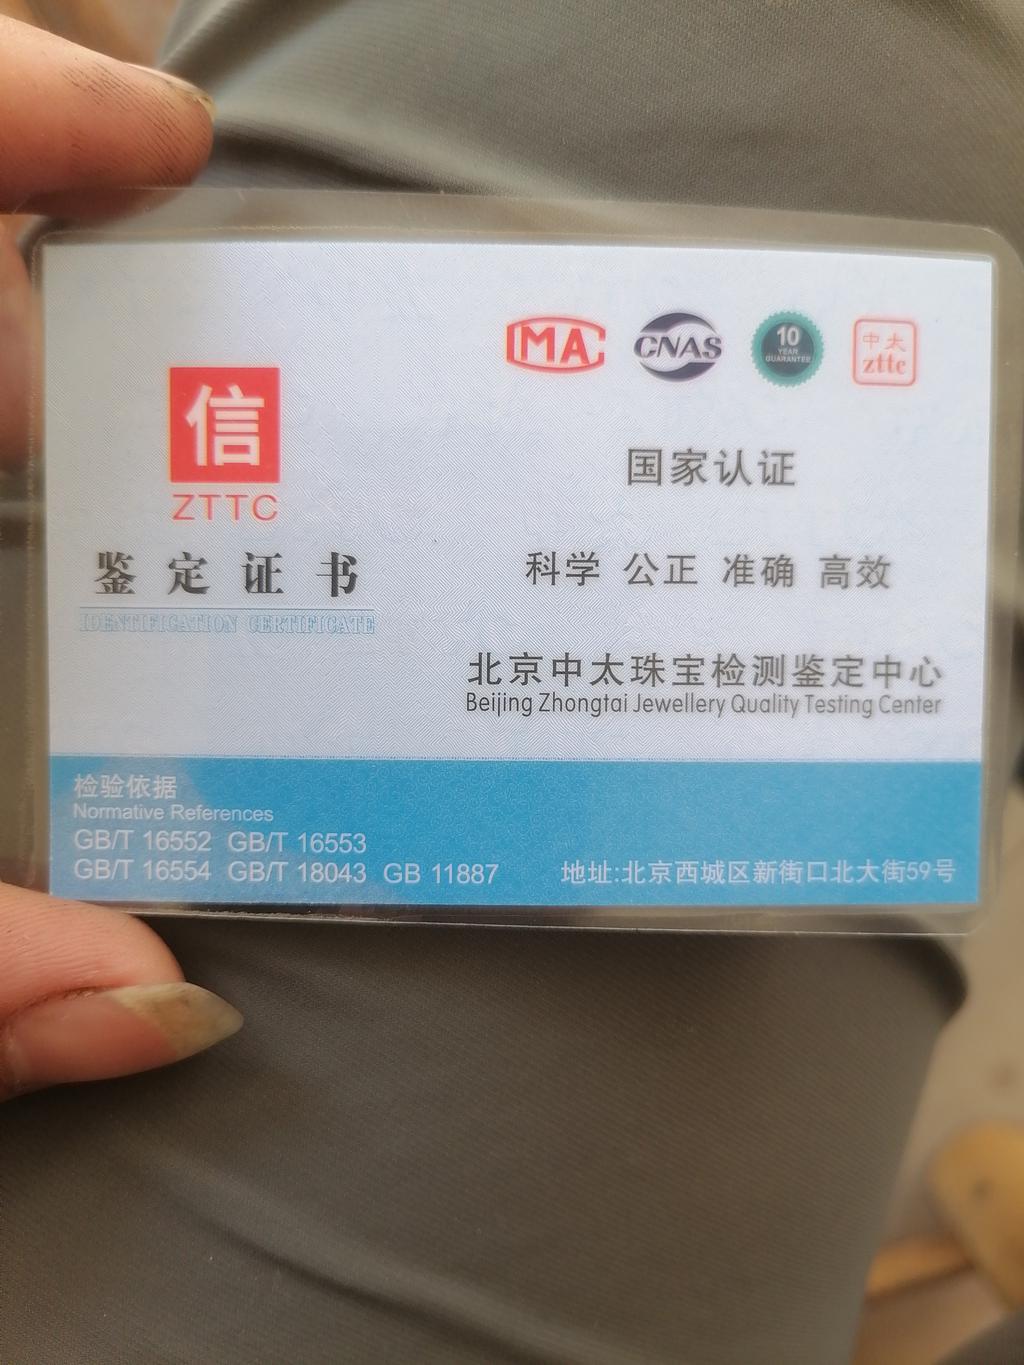 CMA
CNAS
10
YEAR
GUARANTEE
中太
zttc
信
ZTTC
鉴定证书
IDENTIFICATION CERTIFICATE
国家认证
科学 公正 准确 高效
北京中太珠宝检测鉴定中心
Beijing Zhongtai Jewellery Quality Testing Center
检验依据
Normative References
GB/T 16552 GB/T 16553
GB/T 16554 GB/T 18043 GB 11887
地址:北京西城区新街口北大街59号